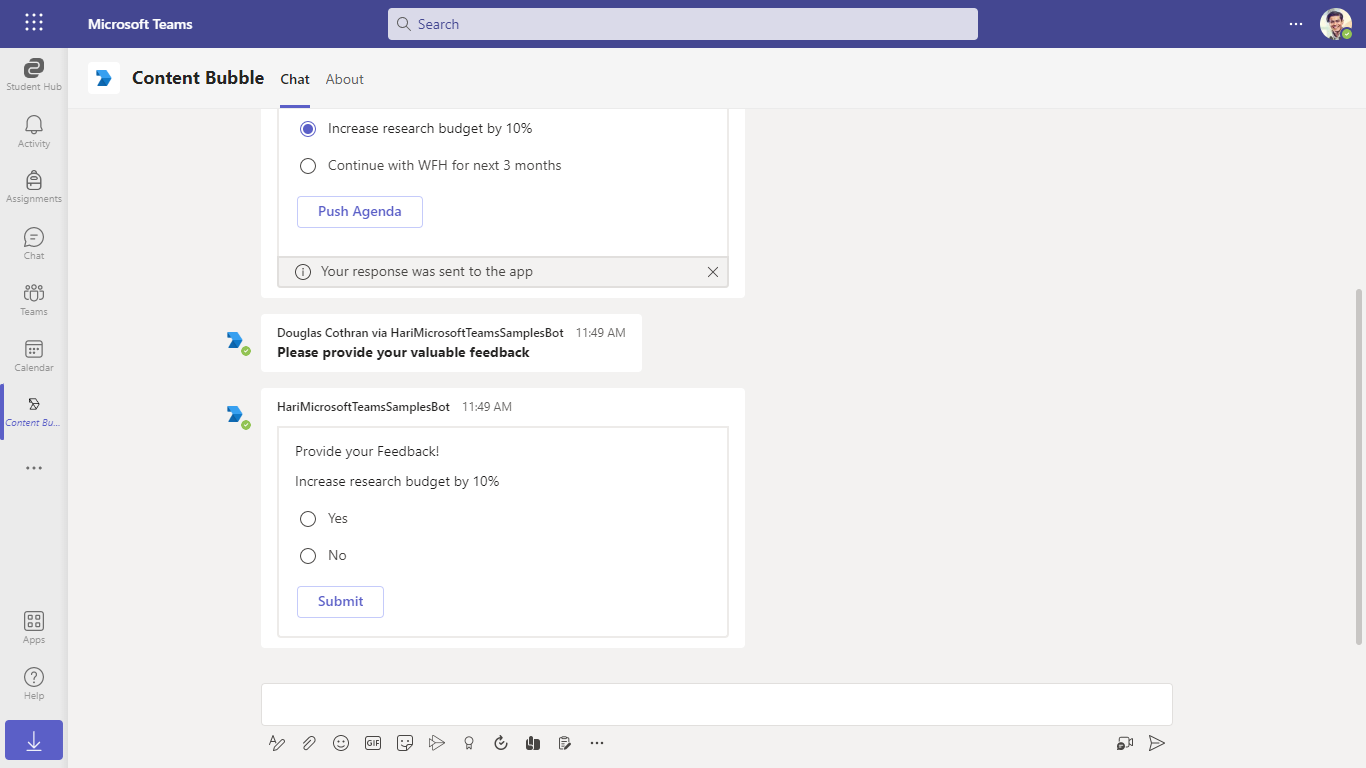 Microsoft Teams
Search
Student Hub
Activity
Assignments
Chat
Teams
Calendar
Content Bu...
Apps
Help
Content Bubble
Chat
About
Increase research budget by 10%
Continue with WFH for next 3 months
Push Agenda
Your response was sent to the app
Douglas Cothran via HariMicrosoftTeamsSamplesBot 11:49 AM
Please provide your valuable feedback
HariMicrosoftTeamsSamplesBot 11:49 AM
Provide your Feedback!
Increase research budget by 10%
Yes
No
Submit
GIF